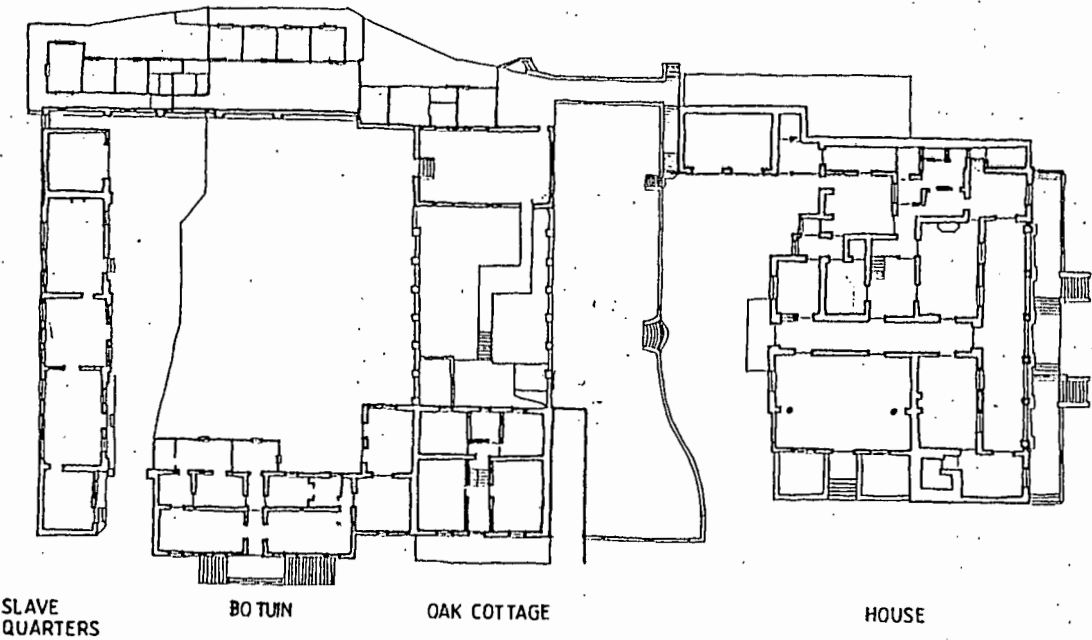 SLAVE
QUARTERS
BO TUIN
OAK COTTAGE
HOUSE